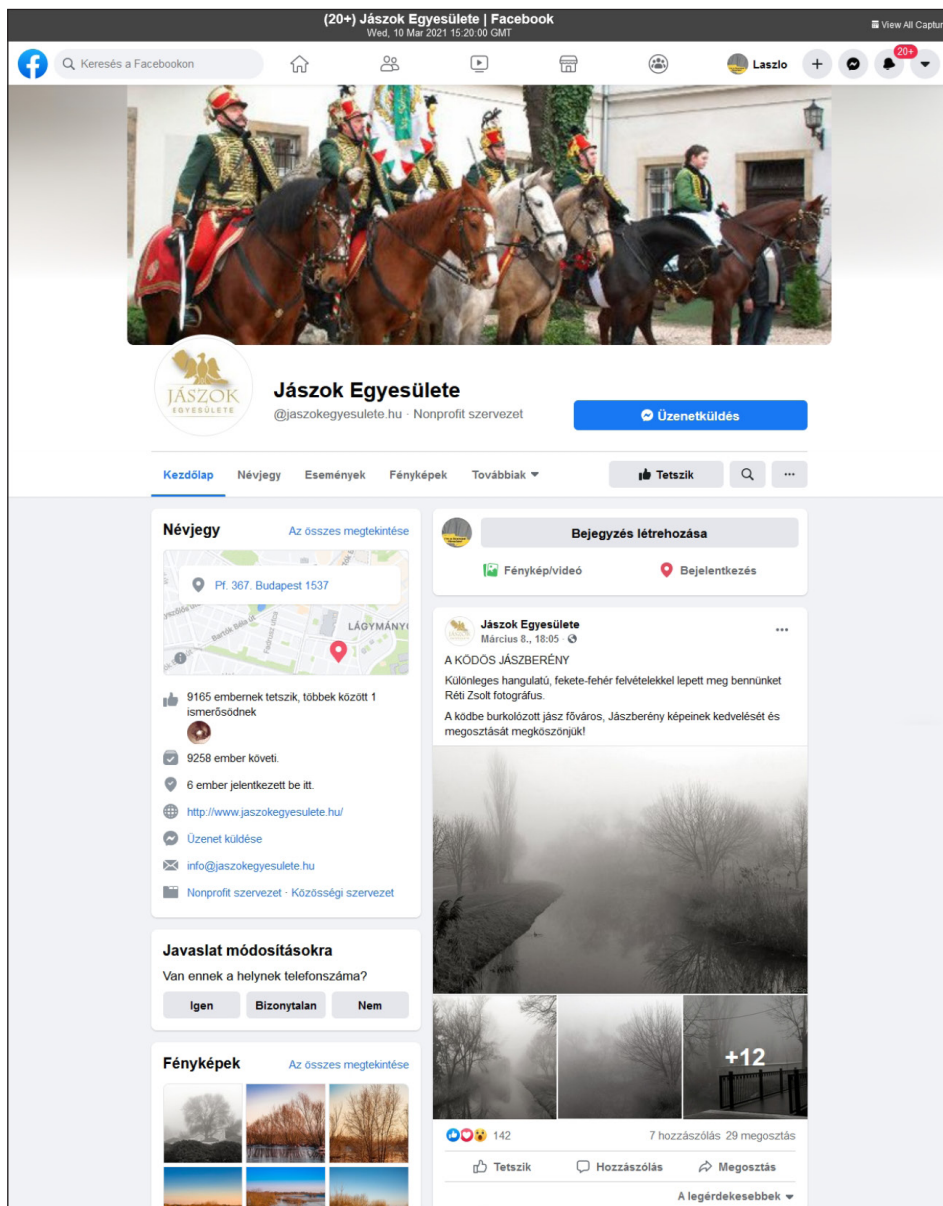 (20+) Jászok Egyesülete | Facebook
Wed, 10 Mar 2021 15:20:00 GMT
View All Captur
Keresés a Facebookon
Laszlo
20+
JÁSZOK
EGYESÜLETE
Jászok Egyesülete
@jaszokegyesulete.hu · Nonprofit szervezet
Üzenetküldés
Kezdőlap
Névjegy
Események
Fényképek
Továbbiak
Tetszik
Névjegy
Az összes megtekintése
Pf. 367. Budapest 1537
Bartók Béla út
LÁGYMÁNY
9165 embernek tetszik, többek között 1
ismerősödnek
9258 ember követi.
6 ember jelentkezett be itt.
http://www.jaszokegyesulete.hu/
Üzenet küldése
info@jaszokegyesulete.hu
Nonprofit szervezet · Közösségi szervezet
Javaslat módosításokra
Van ennek a helynek telefonszáma?
Igen
Bizonytalan
Nem
Fényképek
Az összes megtekintése
Bejegyzés létrehozása
Fénykép/videó
Bejelentkezés
Jászok Egyesülete
Március 8., 18:05 ·
A KÖDÖS JÁSZBERÉNY
Különleges hangulatú, fekete-fehér felvételekkel lepett meg bennünket
Réti Zsolt fotográfus.
A ködbe burkolózott jász főváros, Jászberény képeinek kedvelését és
megosztását megköszönjük!
+12
142
7 hozzászólás 29 megosztás
Tetszik
Hozzászólás
Megosztás
A legérdekesebbek